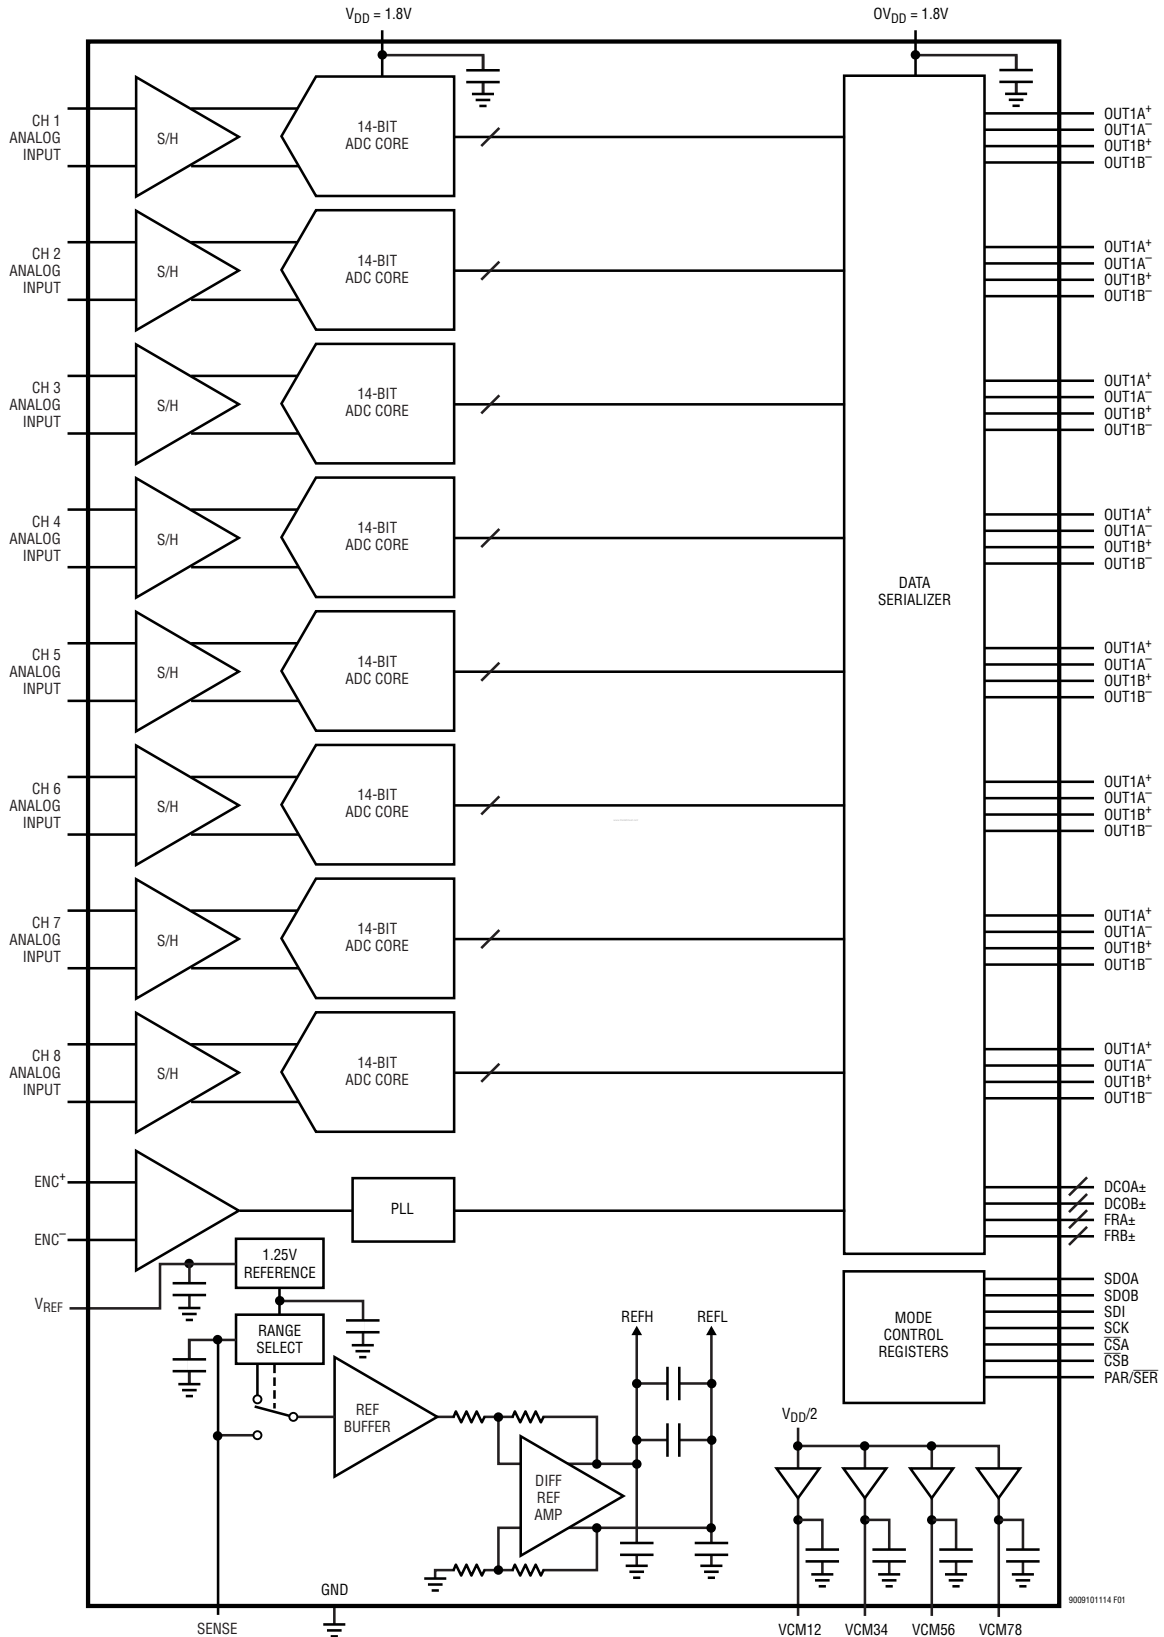 VDD = 1.8V
OVDD = 1.8V
CH 1
ANALOG
INPUT
S/H
14-BIT
ADC CORE
OUT1A+
OUT1A−
OUT1B+
OUT1B−
CH 2
ANALOG
INPUT
S/H
14-BIT
ADC CORE
OUT1A+
OUT1A−
OUT1B+
OUT1B−
CH 3
ANALOG
INPUT
S/H
14-BIT
ADC CORE
OUT1A+
OUT1A−
OUT1B+
OUT1B−
CH 4
ANALOG
INPUT
S/H
14-BIT
ADC CORE
OUT1A+
OUT1A−
OUT1B+
OUT1B−
DATA
SERIALIZER
CH 5
ANALOG
INPUT
S/H
14-BIT
ADC CORE
OUT1A+
OUT1A−
OUT1B+
OUT1B−
CH 6
ANALOG
INPUT
S/H
14-BIT
ADC CORE
OUT1A+
OUT1A−
OUT1B+
OUT1B−
CH 7
ANALOG
INPUT
S/H
14-BIT
ADC CORE
OUT1A+
OUT1A−
OUT1B+
OUT1B−
CH 8
ANALOG
INPUT
S/H
14-BIT
ADC CORE
OUT1A+
OUT1A−
OUT1B+
OUT1B−
ENC+
ENC−
PLL
DCOA±
DCOB±
FRA±
FRB±
1.25V
REFERENCE
VREF
RANGE
SELECT
REFH
REFL
MODE
CONTROL
REGISTERS
SDOA
SDOB
SDI
SCK
C̅S̅A
C̅S̅B
PAR/S̅E̅R̅
REF
BUFFER
DIFF
REF
AMP
VDD/2
GND
SENSE
VCM12
VCM34
VCM56
VCM78
9009101114 F01